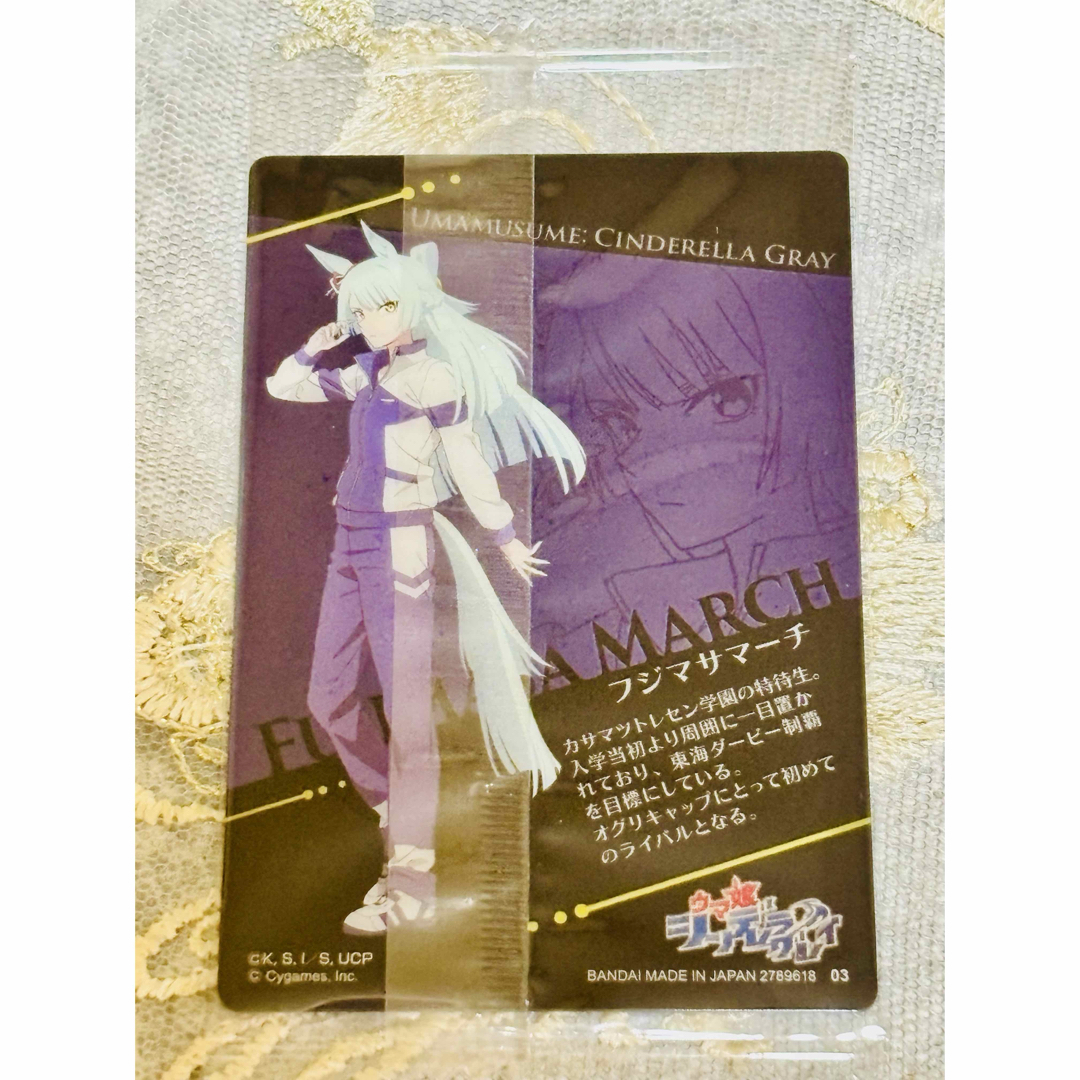 UMAMUSUME: CINDERELLA GRAY
FUJIMASA MARCH
フジマサマーチ
カサマツトレセン学園の特待生。
入学当初より周囲に一目置か
れており、東海ダービー制覇
を目標にしている。
オグリキャップにとって初めて
のライバルとなる。
ウマ娘
シンデレラグレイ
©K, S, I/S, UCP
© Cygames, Inc.
BANDAI MADE IN JAPAN 2789618 03